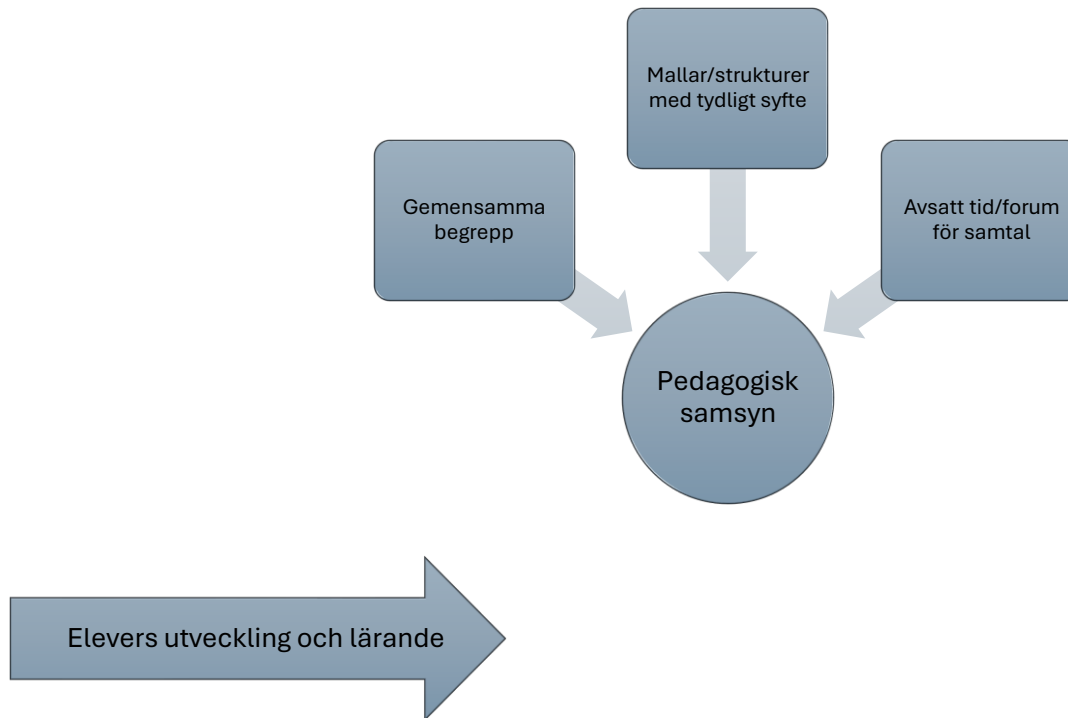 Mallar/strukturer
med tydligt syfte
Gemensamma
begrepp
Avsatt tid/forum
för samtal
Pedagogisk
samsyn
Elevers utveckling och lärande